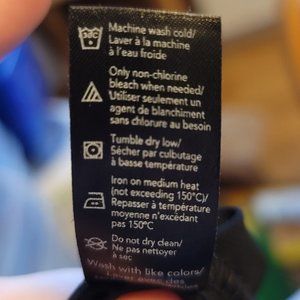 Machine wash cold/
Laver à la machine
à l'eau froide
Only non-chlorine
bleach when needed/
Utiliser seulement un
agent de blanchiment
sans chlorure au besoin
Tumble dry low/
Sécher par culbutage
à basse température
Iron on medium heat
(not exceeding 150°C)/
Repasser à température
moyenne n'excédant
pas 150°C
Do not dry clean/
Ne pas nettoyer
à sec
Wash with like colors/
Laver avec des